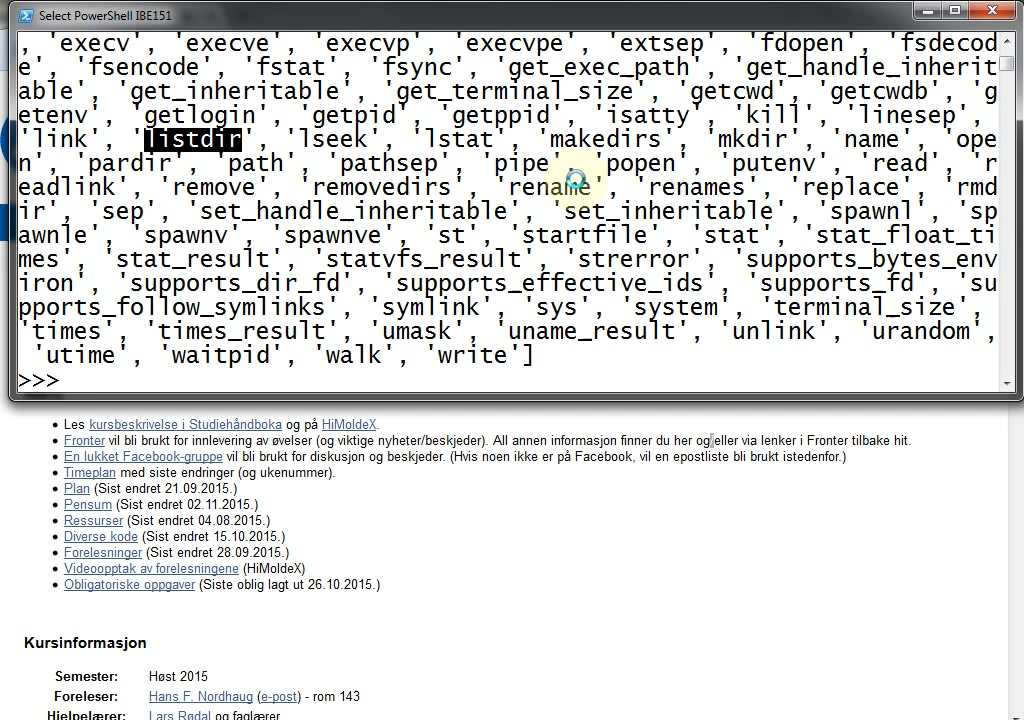 Select PowerShell IBE151
, 'execv', 'execve', 'execvp', 'execvpe', 'extsep', 'fdopen', 'fsdecod
e', 'fsencode', 'fstat', 'fsync', 'get_exec_path', 'get_handle_inherit
able', 'get_inheritable', 'get_terminal_size', 'getcwd', 'getcwdb', 'g
etenv', 'getlogin', 'getpid', 'getppid', 'isatty', 'kill', 'linesep',
'link', 'listdir', 'lseek', 'lstat', 'makedirs', 'mkdir', 'name', 'ope
n', 'pardir', 'path', 'pathsep', 'pipe', 'popen', 'putenv', 'read', 'r
eadlink', 'remove', 'removedirs', 'rename', 'renames', 'replace', 'rmd
ir', 'sep', 'set_handle_inheritable', 'set_inheritable', 'spawnl', 'sp
awnle', 'spawnv', 'spawnve', 'st', 'startfile', 'stat', 'stat_float_ti
mes', 'stat_result', 'statvfs_result', 'strerror', 'supports_bytes_env
iron', 'supports_dir_fd', 'supports_effective_ids', 'supports_fd', 'su
pports_follow_symlinks', 'symlink', 'sys', 'system', 'terminal_size',
'times', 'times_result', 'umask', 'uname_result', 'unlink', 'urandom',
'utime', 'waitpid', 'walk', 'write']
>>>
Les kursbeskrivelse i Studiehåndboka og på HiMoldeX.
Fronter vil bli brukt for innlevering av øvelser (og viktige nyheter/beskjeder). All annen informasjon finner du her og/eller via lenker i Fronter tilbake hit.
En lukket Facebook-gruppe vil bli brukt for diskusjon og beskjeder. (Hvis noen ikke er på Facebook, vil en epostliste bli brukt istedenfor.)
Timeplan med siste endringer (og ukenummer).
Plan (Sist endret 21.09.2015.)
Pensum (Sist endret 02.11.2015.)
Ressurser (Sist endret 04.08.2015.)
Diverse kode (Sist endret 15.10.2015.)
Forelesninger (Sist endret 28.09.2015.)
Videoopptak av forelesningene (HiMoldeX)
Obligatoriske oppgaver (Siste oblig lagt ut 26.10.2015.)
Kursinformasjon
Semester: Høst 2015
Foreleser: Hans F. Nordhaug (e-post) - rom 143
Hjelpelærer: Lars Rødal og faglærer